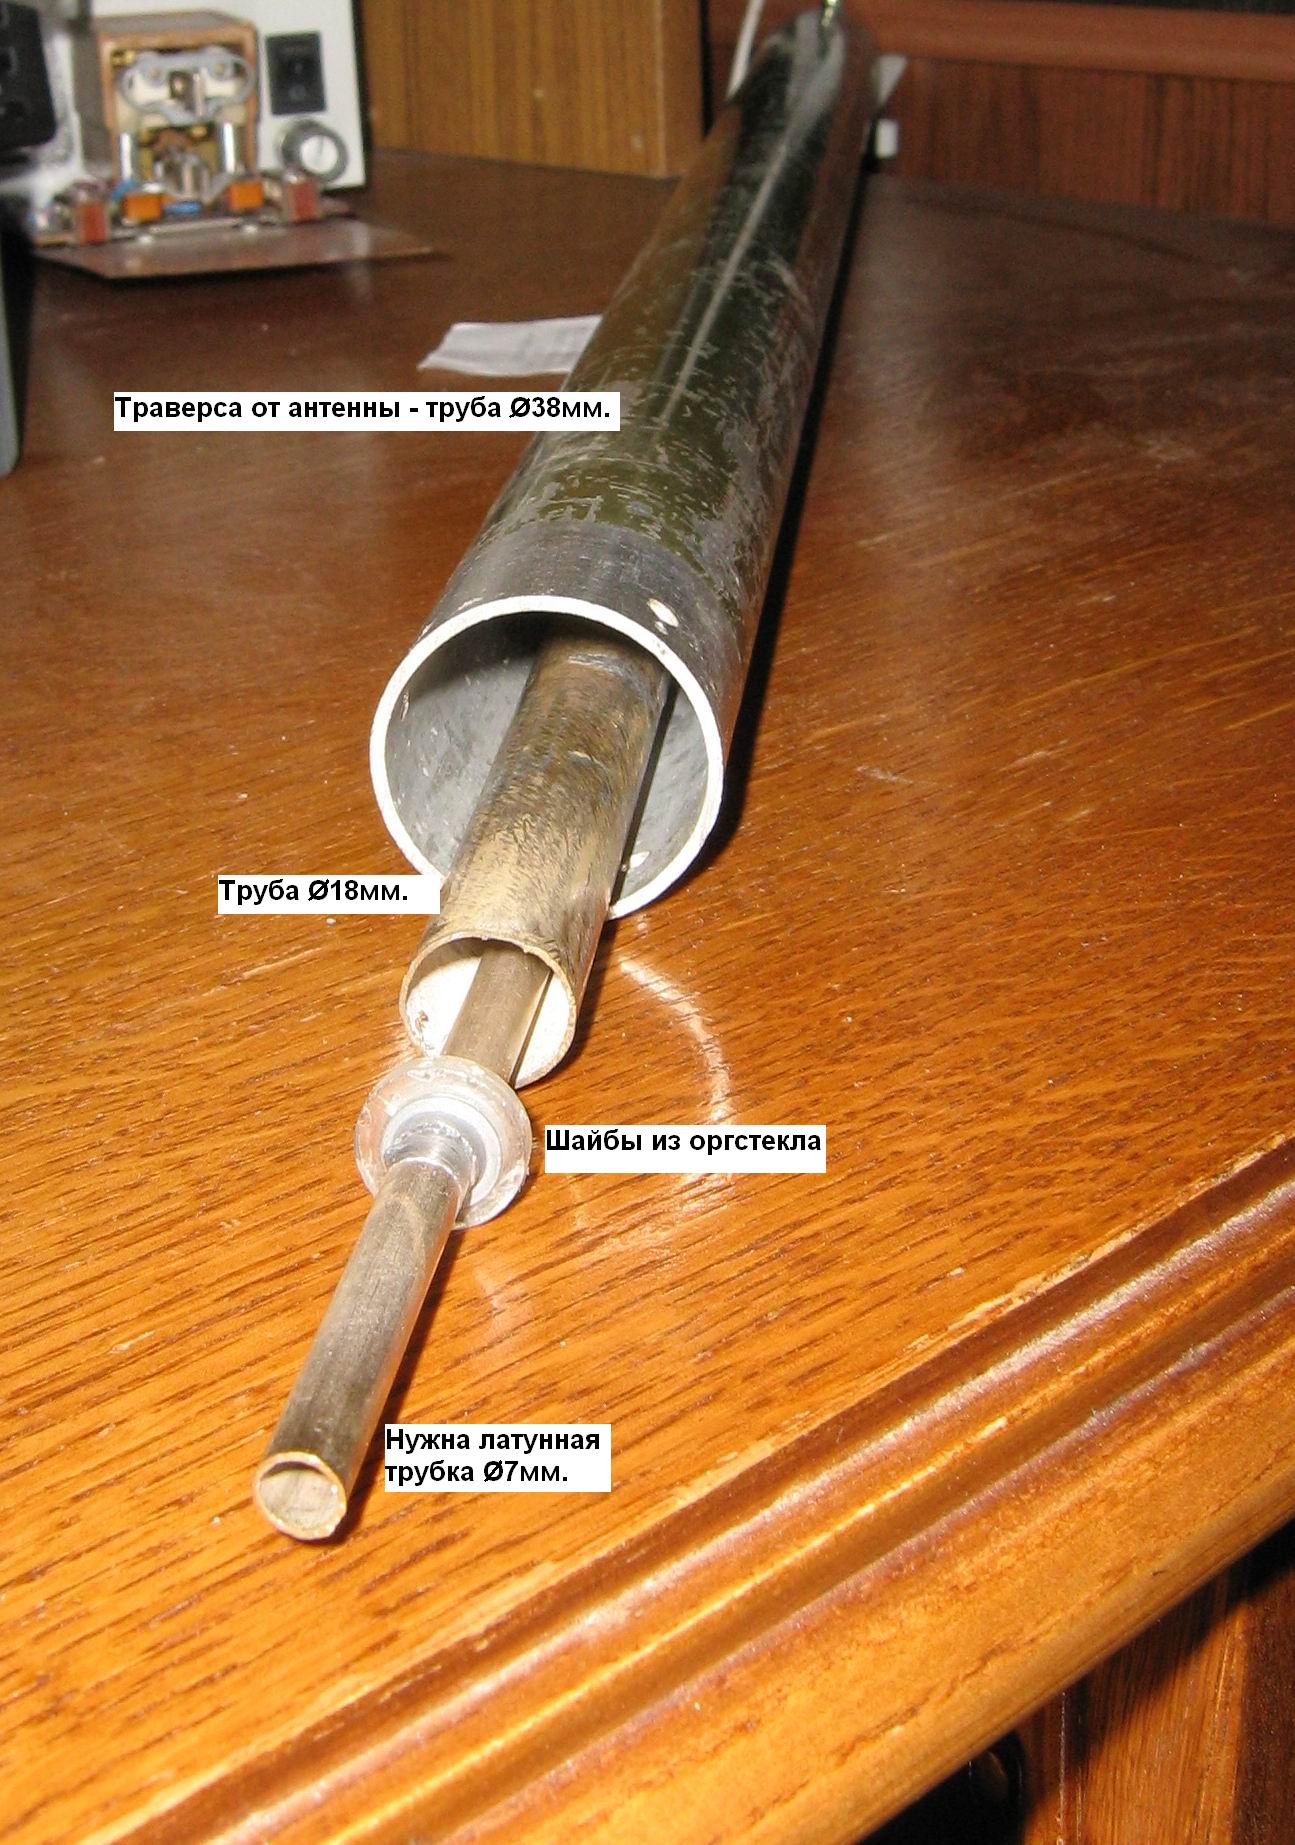 Траверса от антенны - труба Ø38мм.
Труба Ø18мм.
Шайбы из оргстекла
Нужна латунная
трубка Ø7мм.